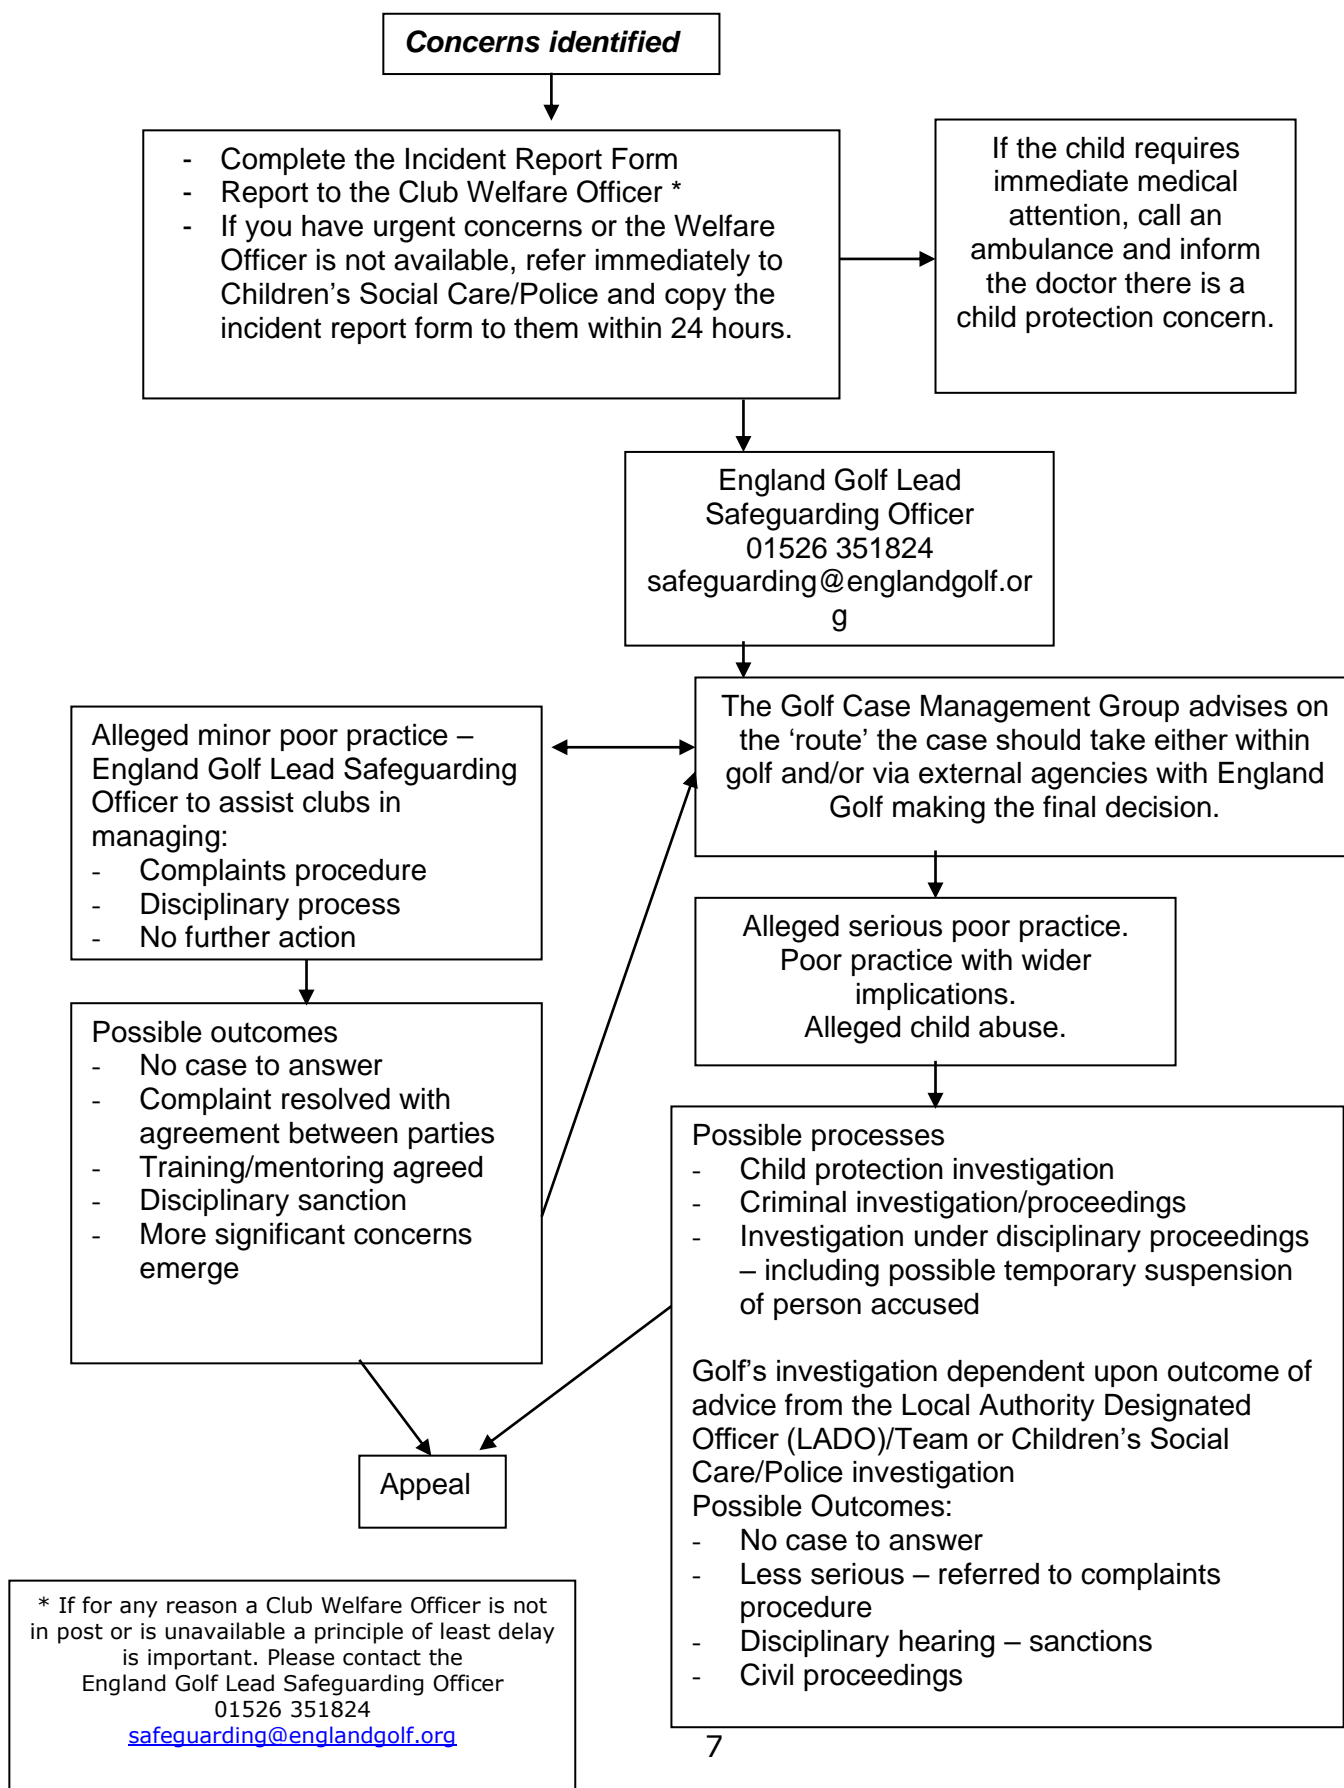 Concerns identified
- Complete the Incident Report Form
- Report to the Club Welfare Officer *
- If you have urgent concerns or the Welfare
Officer is not available, refer immediately to
Children’s Social Care/Police and copy the
incident report form to them within 24 hours.
If the child requires
immediate medical
attention, call an
ambulance and inform
the doctor there is a
child protection concern.
England Golf Lead
Safeguarding Officer
01526 351824
safeguarding@englandgolf.or
g
The Golf Case Management Group advises on
the ‘route’ the case should take either within
golf and/or via external agencies with England
Golf making the final decision.
Alleged minor poor practice –
England Golf Lead Safeguarding
Officer to assist clubs in
managing:
- Complaints procedure
- Disciplinary process
- No further action
Alleged serious poor practice.
Poor practice with wider
implications.
Alleged child abuse.
Possible outcomes
- No case to answer
- Complaint resolved with
agreement between parties
- Training/mentoring agreed
- Disciplinary sanction
- More significant concerns
emerge
Possible processes
- Child protection investigation
- Criminal investigation/proceedings
- Investigation under disciplinary proceedings
– including possible temporary suspension
of person accused
Golf’s investigation dependent upon outcome of
advice from the Local Authority Designated
Officer (LADO)/Team or Children’s Social
Care/Police investigation
Possible Outcomes:
- No case to answer
- Less serious – referred to complaints
procedure
- Disciplinary hearing – sanctions
- Civil proceedings
Appeal
* If for any reason a Club Welfare Officer is not
in post or is unavailable a principle of least delay
is important. Please contact the
England Golf Lead Safeguarding Officer
01526 351824
safeguarding@englandgolf.org
7